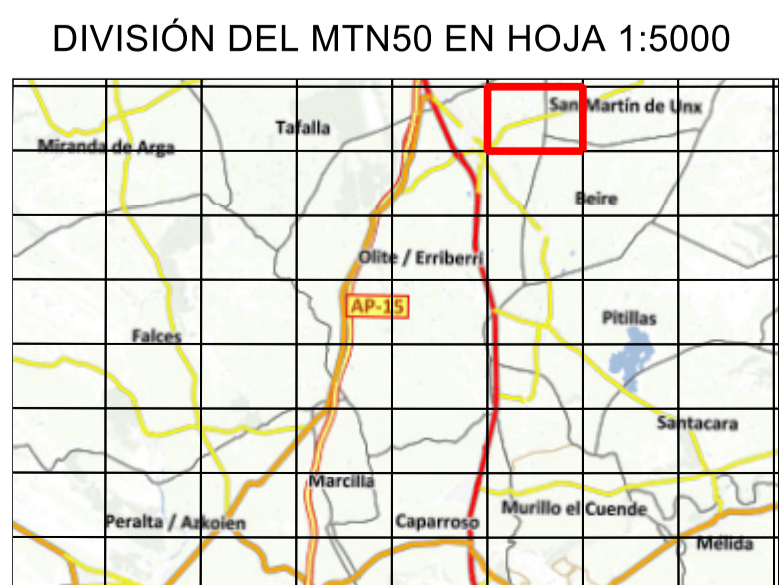 DIVISIÓN DEL MTN50 EN HOJA 1:5000
San Martín de Unx
Tafalla
Miranda de Arga
Beire
Olite / Erriberri
AP-15
Pitillas
Falces
Santacara
Marcilla
Murillo el Cuende
Peralta / Azkoien
Caparroso
Mélida